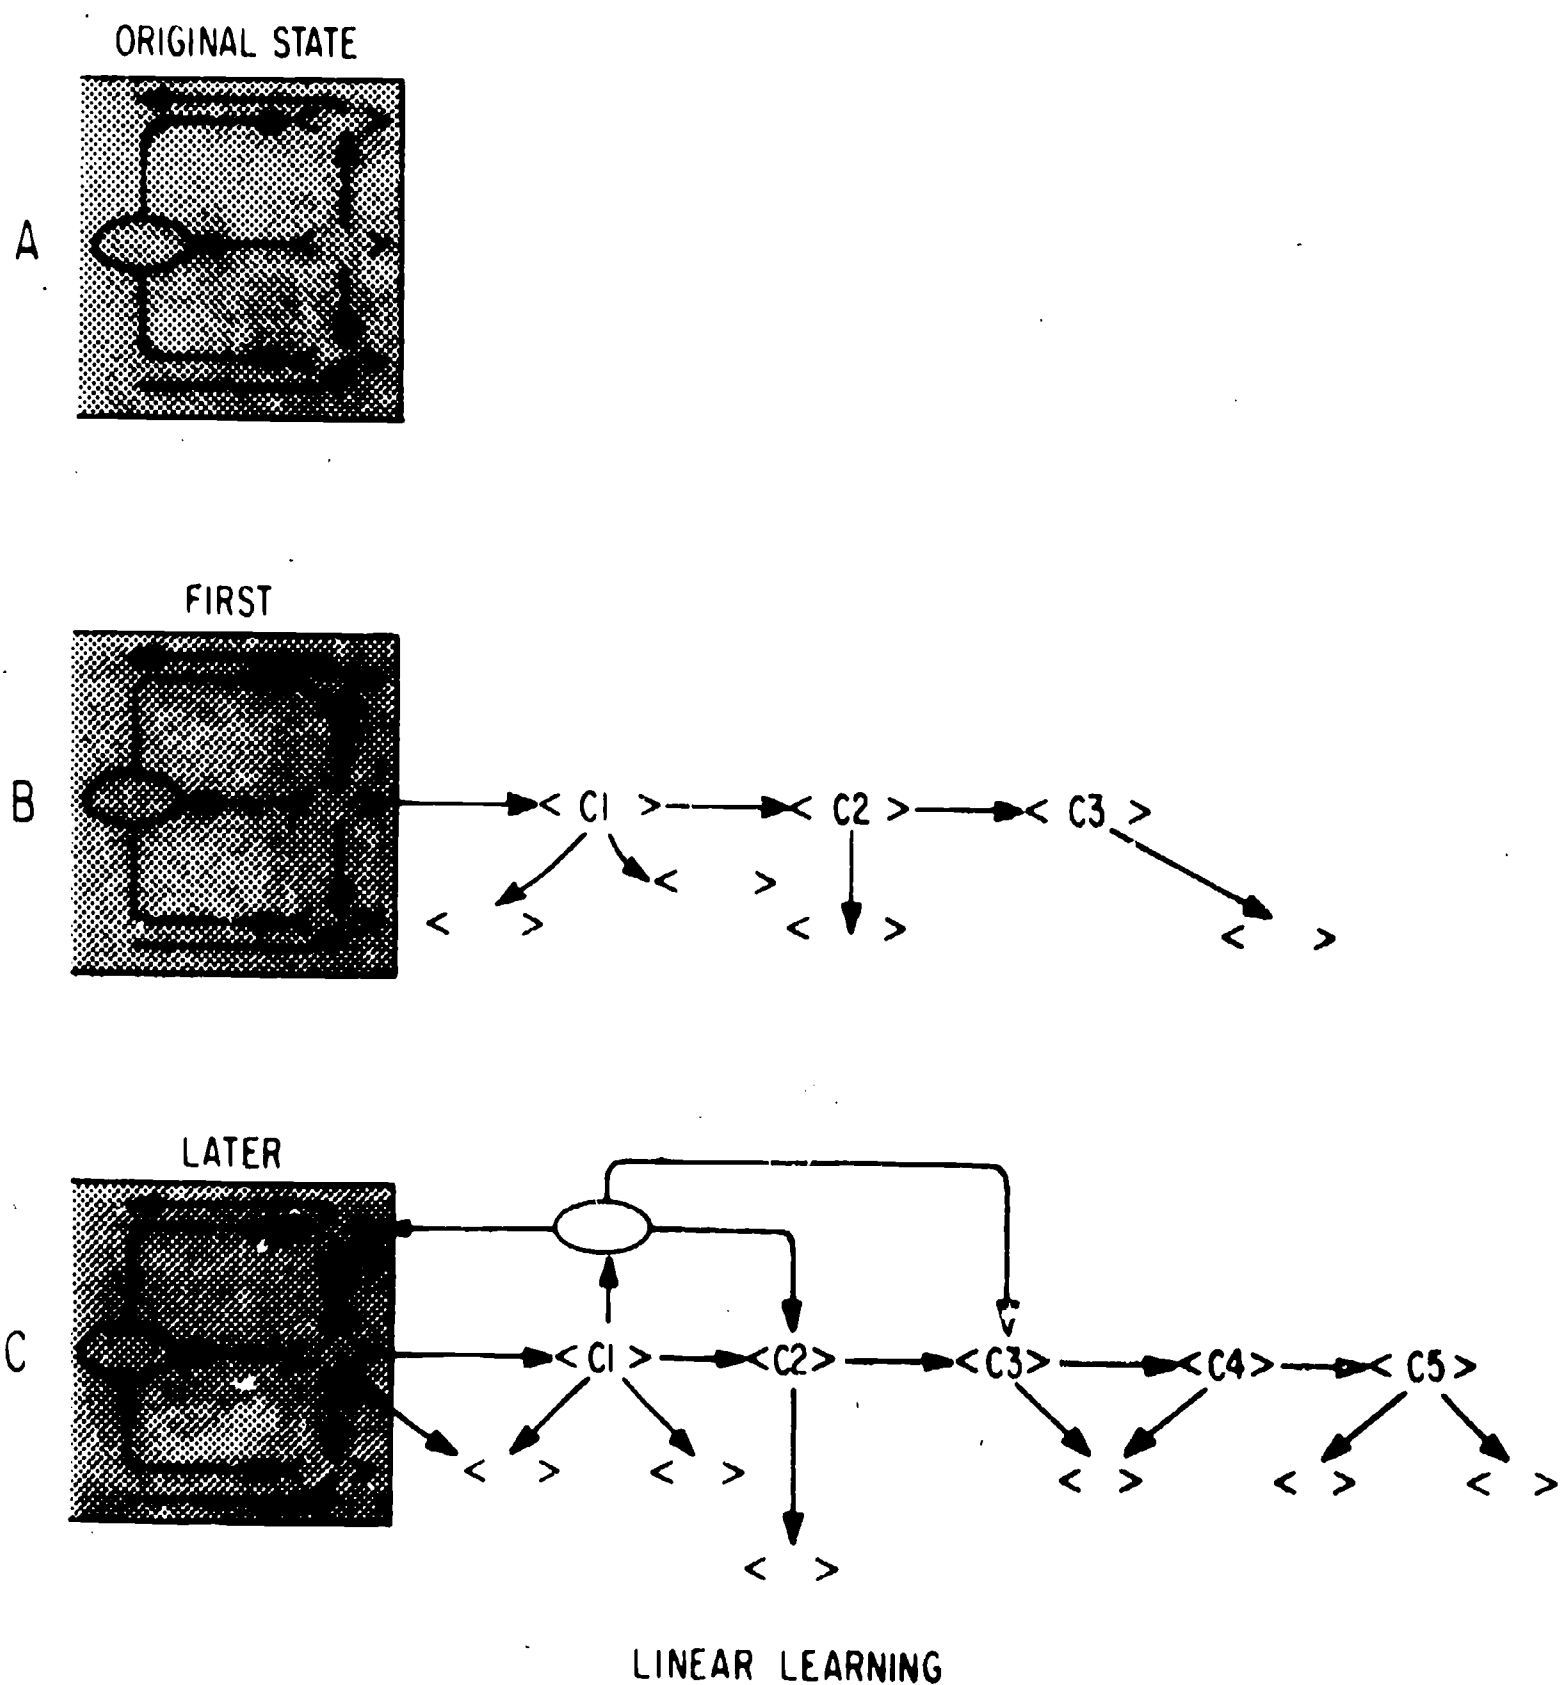 ORIGINAL STATE
A
FIRST
B
< C1 > < C2 > < C3 >
< >
< > < > < >
LATER
C
< C1 > <C2> <C3> <C4> < C5 >
< > < > < > < > < >
< >
LINEAR LEARNING